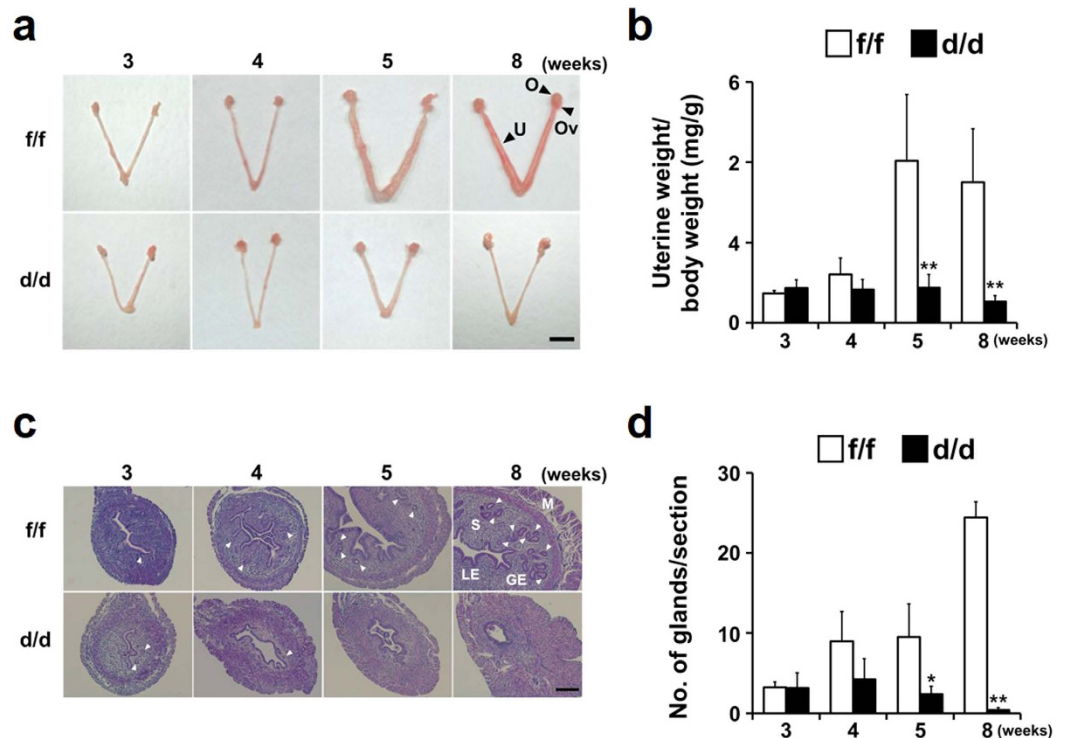 a
3 4 5 8 (weeks)
f/f
O
Ov
U
d/d
b
f/f d/d
Uterine weight/
body weight (mg/g)
6
2
4
0
** **
3 4 5 8 (weeks)
c
3 4 5 8 (weeks)
f/f
M
S
LE GE
d/d
d
f/f d/d
No. of glands/section
30
20
10
0
* **
3 4 5 8 (weeks)